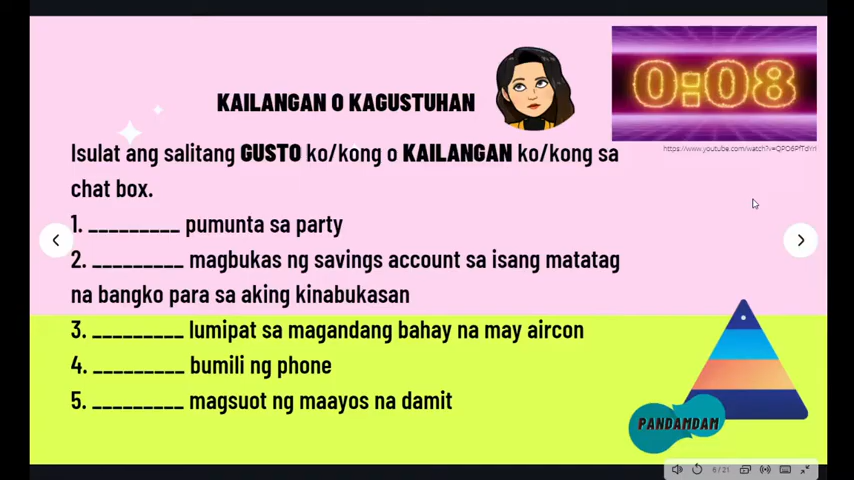 0:08
KAILANGAN O KAGUSTUHAN
Isulat ang salitang GUSTO ko/kong o KAILANGAN ko/kong sa
chat box.
1. _________ pumunta sa party
2. _________ magbukas ng savings account sa isang matatag
na bangko para sa aking kinabukasan
3. _________ lumipat sa magandang bahay na may aircon
4. _________ bumili ng phone
5. _________ magsuot ng maayos na damit
PANDAMDAM
6 / 21